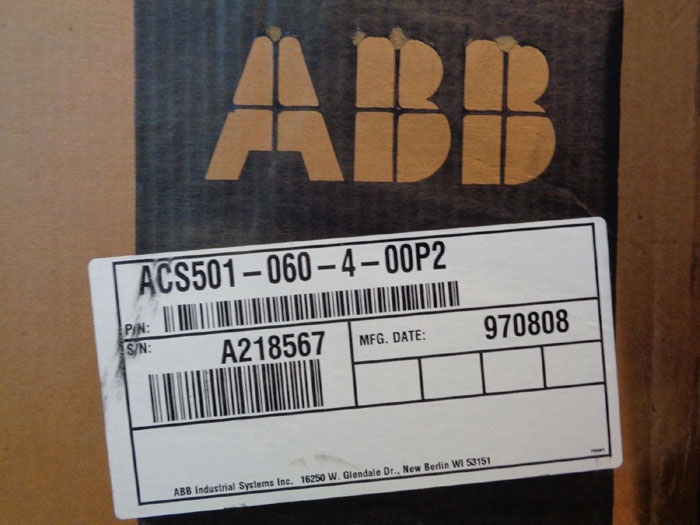 ABB
ACS501-060-4-00P2
P/N:
S/N: A218567
MFG. DATE: 970808
ABB Industrial Systems Inc. 16250 W. Glendale Dr., New Berlin WI 53151